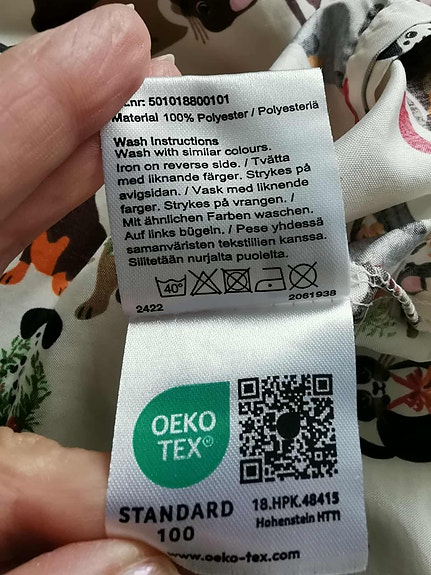 nr: 501018800101
Material 100% Polyester / Polyesteriä
Wash Instructions
Wash with similar colours.
Iron on reverse side. / Tvätta
med liknande färger. Strykes på
avigsidan. / Vask med liknende
farger. Strykes på vrangen. /
Mit ähnlichen Farben waschen.
Auf links bügeln. / Pese yhdessä
samanväristen tekstiilien kanssa.
Silitetään nurjalta puolelta.
40°
2422 2061938
OEKO
TEX®
STANDARD
100
18.HPK.48415
Hohenstein HTTI
www.oeko-tex.com